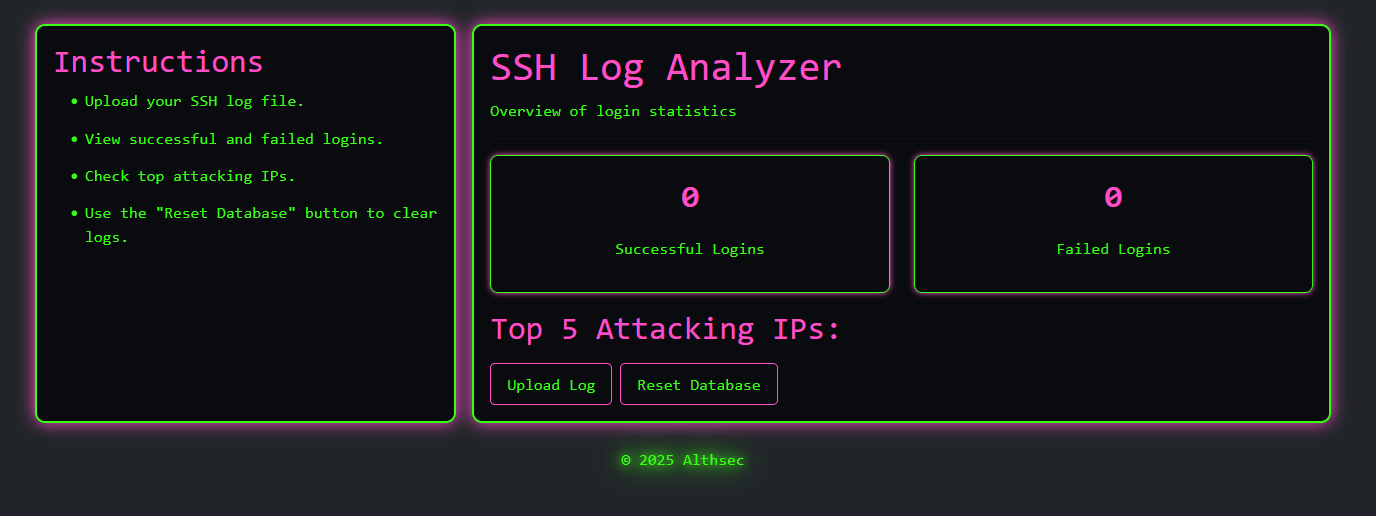 Instructions
• Upload your SSH log file.
• View successful and failed logins.
• Check top attacking IPs.
• Use the "Reset Database" button to clear
logs.
SSH Log Analyzer
Overview of login statistics
0
Successful Logins
0
Failed Logins
Top 5 Attacking IPs:
Upload Log
Reset Database
© 2025 Althsec